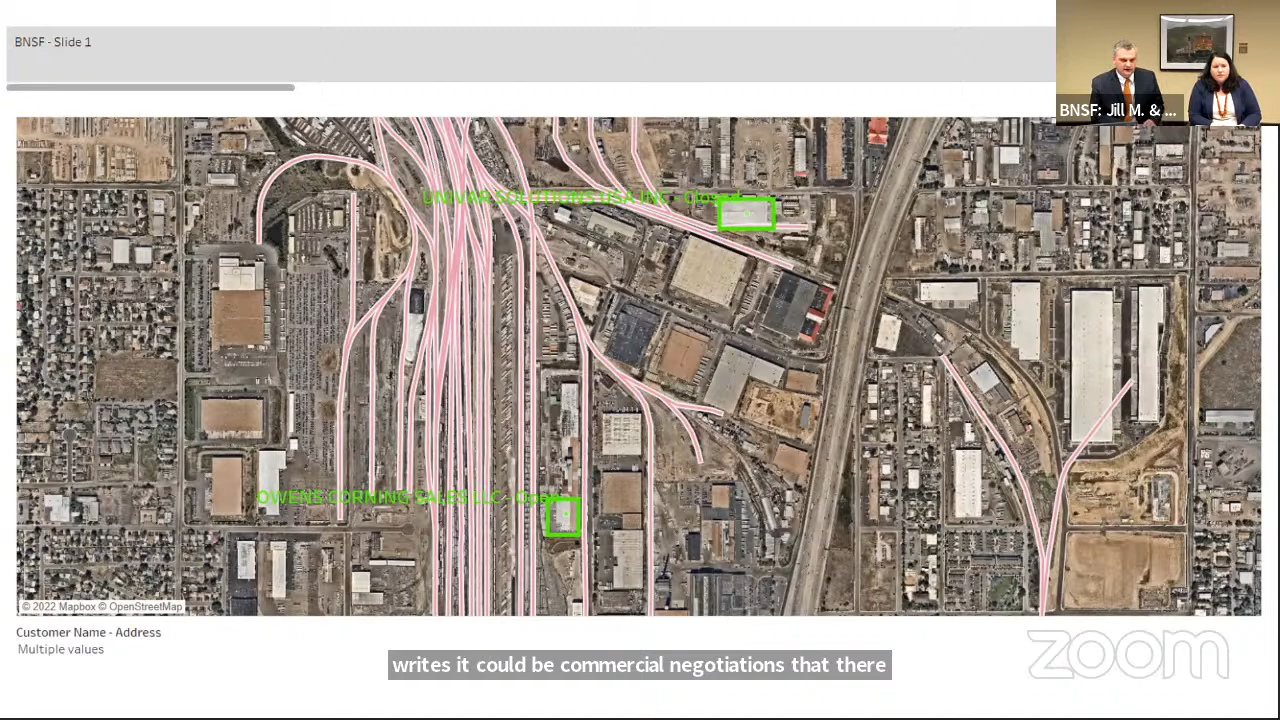 BNSF - Slide 1
BNSF: Jill M. & ...
UNIVAR SOLUTIONS USA INC - Closed
OWENS CORNING SALES LLC - Open
© 2022 Mapbox © OpenStreetMap
Customer Name - Address
Multiple values
zoom
writes it could be commercial negotiations that there